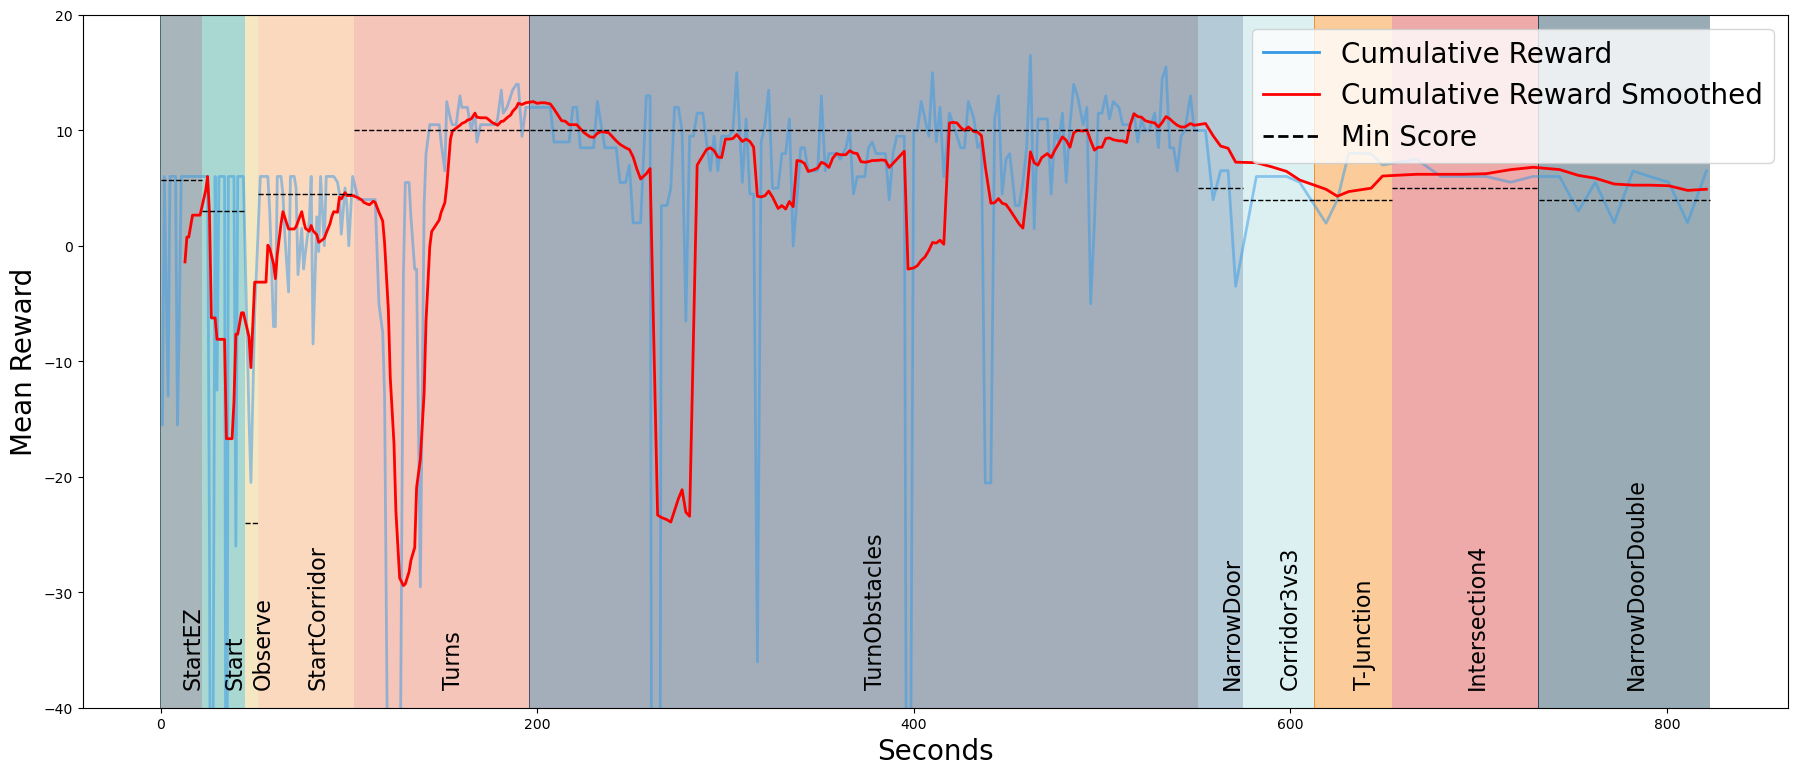 Cumulative Reward
Cumulative Reward Smoothed
Min Score
Mean Reward
20
10
0
−10
−20
−30
−40
StartEZ
Start
Observe
StartCorridor
Turns
TurnObstacles
NarrowDoor
Corridor3vs3
T-Junction
Intersection4
NarrowDoorDouble
0
200
400
600
800
Seconds